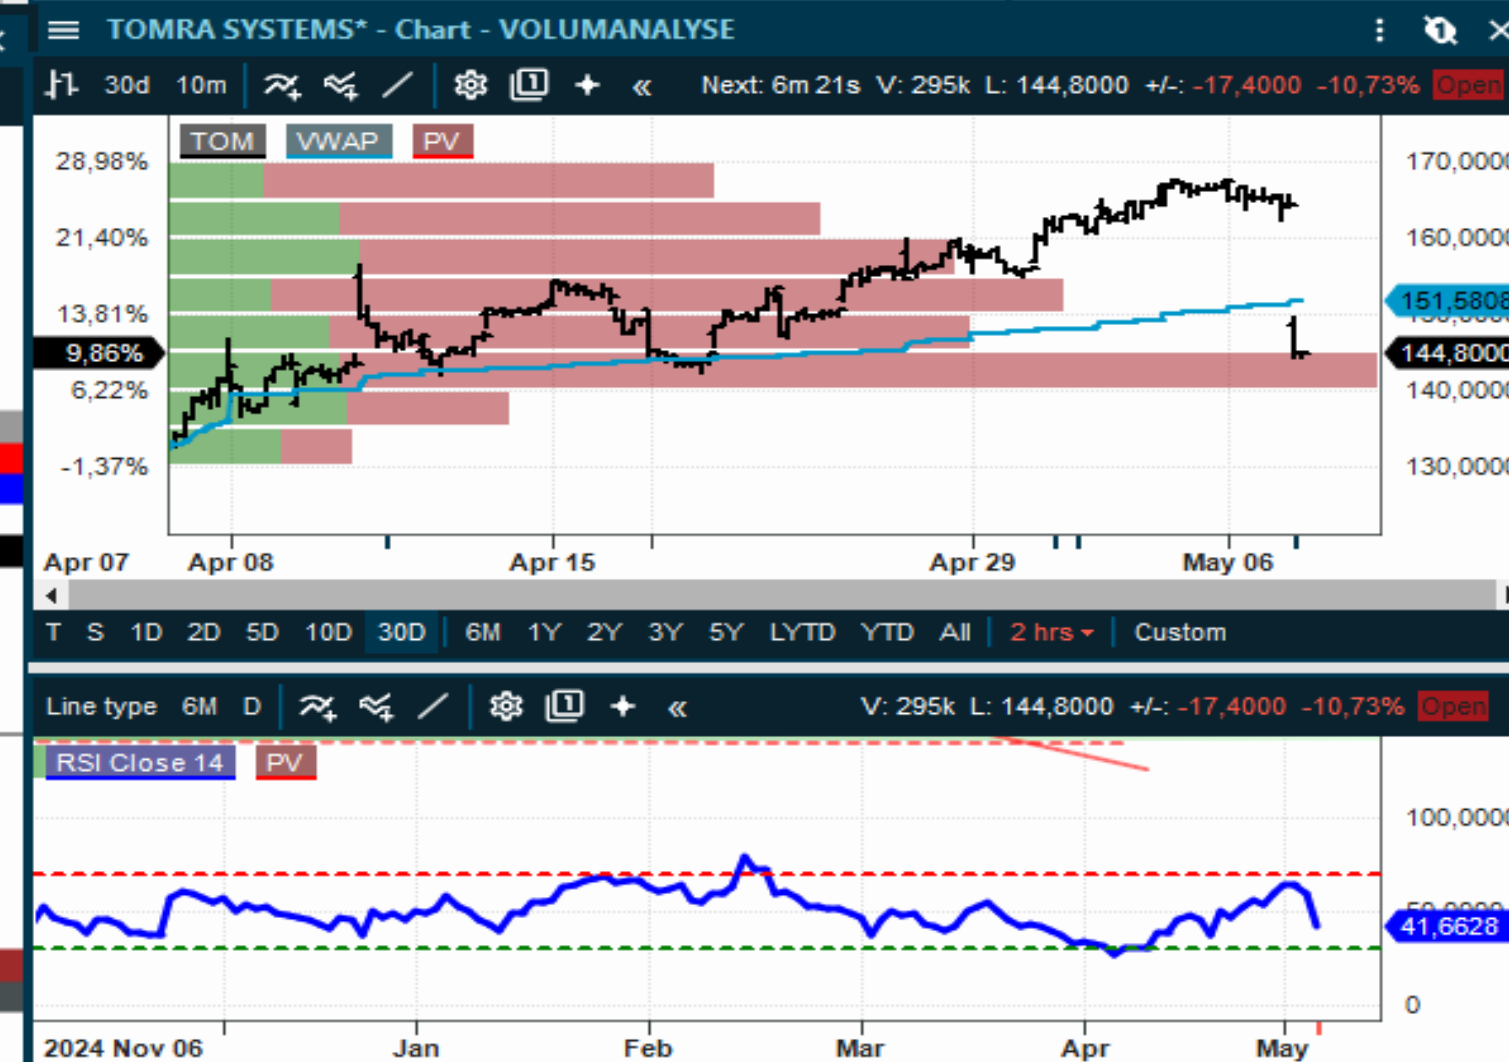 TOMRA SYSTEMS* - Chart - VOLUMANALYSE
1
30d 10m 1 « Next: 6m 21s V: 295k L: 144,8000 +/-: -17,4000 -10,73% Open
TOM VWAP PV
28,98% 170,0000
21,40% 160,0000
151,5808
13,81%
9,86% 144,8000
6,22% 140,0000
-1,37% 130,0000
Apr 07 Apr 08 Apr 15 Apr 29 May 06
T S 1D 2D 5D 10D 30D 6M 1Y 2Y 3Y 5Y LYTD YTD All 2 hrs Custom
Line type 6M D 1 « V: 295k L: 144,8000 +/-: -17,4000 -10,73% Open
RSI Close 14 PV
100,0000
50,0000
41,6628
0
2024 Nov 06 Jan Feb Mar Apr May